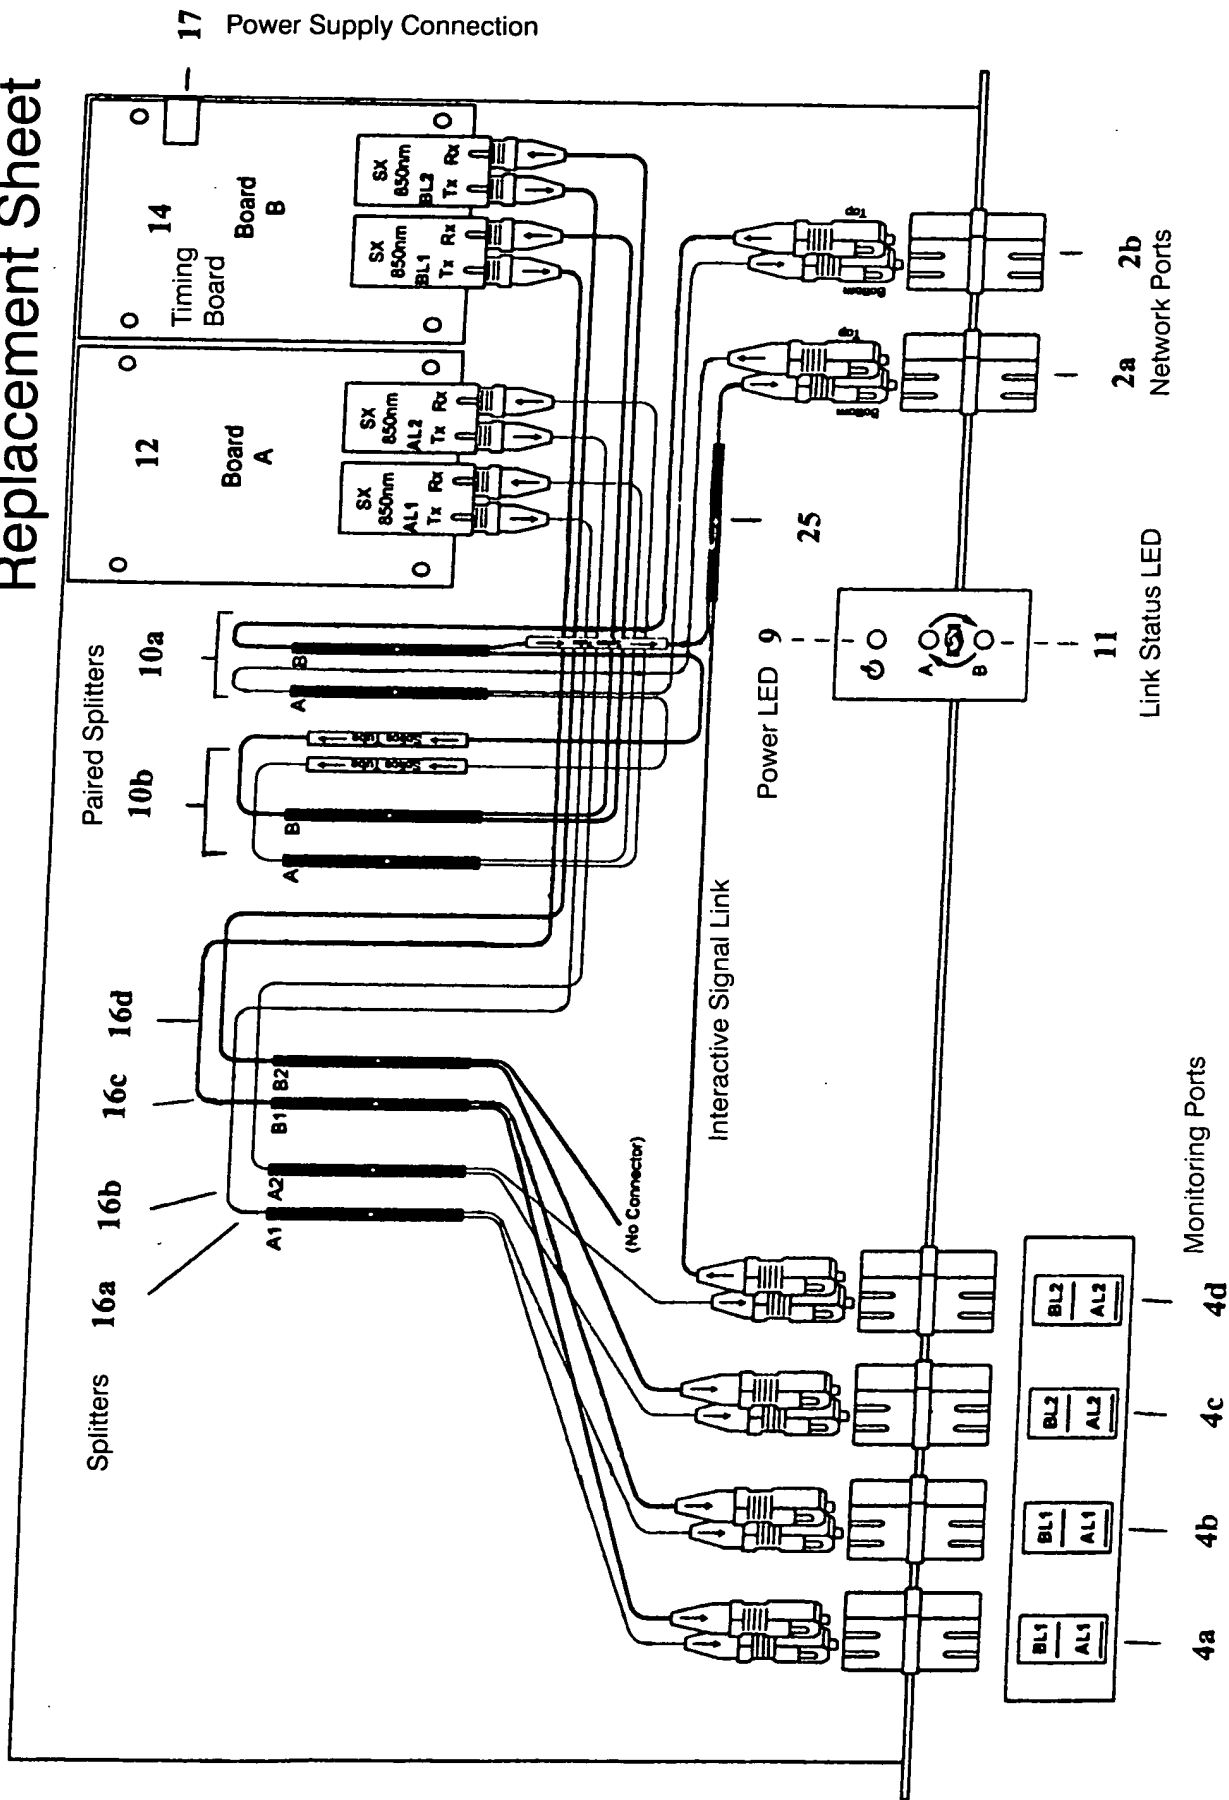 Replacement Sheet
17 Power Supply Connection
14
Timing
Board
Board
B
SX
850nm
BL2
Tx Rx
SX
850nm
BL1
Tx Rx
12
Board
A
SX
850nm
AL2
Tx Rx
SX
850nm
AL1
Tx Rx
Paired Splitters
10a
10b
B
A
B
A
Splitters
16d
16c
16b
16a
B2
B1
A2
A1
(No Connector)
Interactive Signal Link
25
Top
Bottom
Top
Bottom
2b
2a
Network Ports
Power LED 9
A
B
11
Link Status LED
Monitoring Ports
BL2
AL2
4d
BL2
AL2
4c
BL1
AL1
4b
BL1
AL1
4a